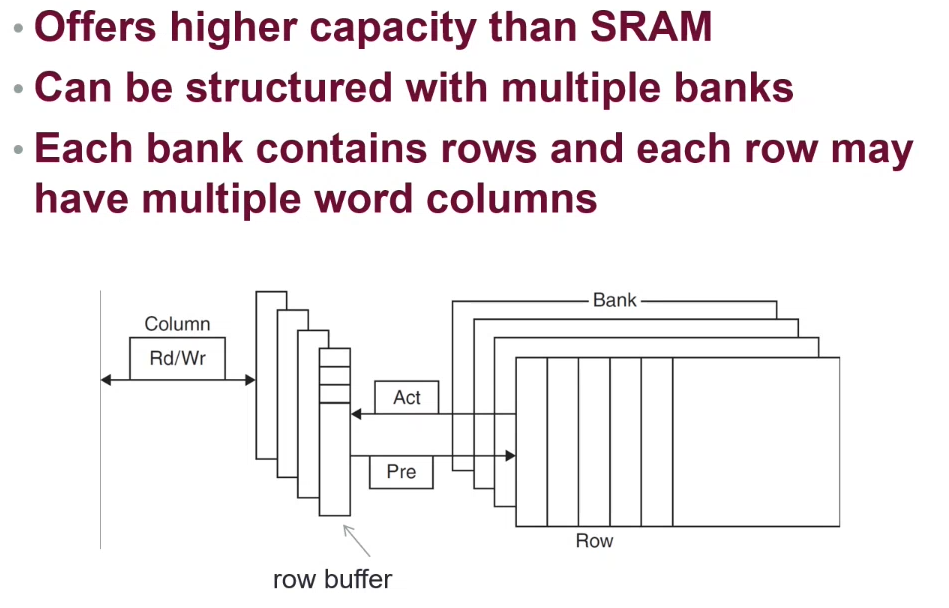 • Offers higher capacity than SRAM
• Can be structured with multiple banks
• Each bank contains rows and each row may
have multiple word columns
Bank
Column
Rd/Wr
Act
Pre
Row
row buffer